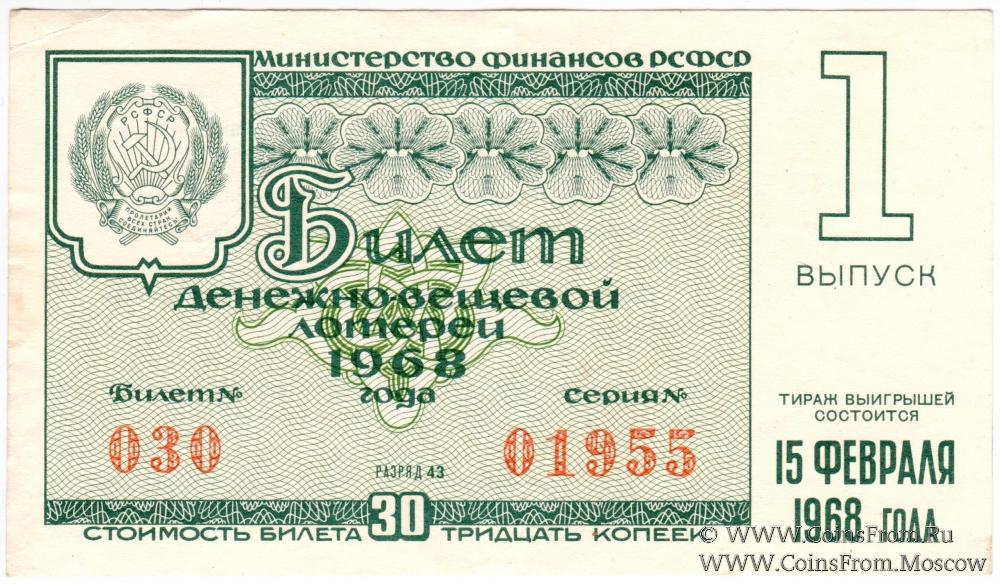 Министерство финансов РСФСР
РСФСР
ПРОЛЕТАРИИ
ВСЕХ СТРАН,
СОЕДИНЯЙТЕСЬ!
1
ВЫПУСК
Билет
денежно-вещевой
лотереи
1968
года
Билет №
серия №
030
01955
РАЗРЯД 43
ТИРАЖ ВЫИГРЫШЕЙ
СОСТОИТСЯ
15 ФЕВРАЛЯ
1968 ГОДА
СТОИМОСТЬ БИЛЕТА 30 ТРИДЦАТЬ КОПЕЕК
© WWW.CoinsFrom.Ru
WWW.CoinsFrom.Moscow